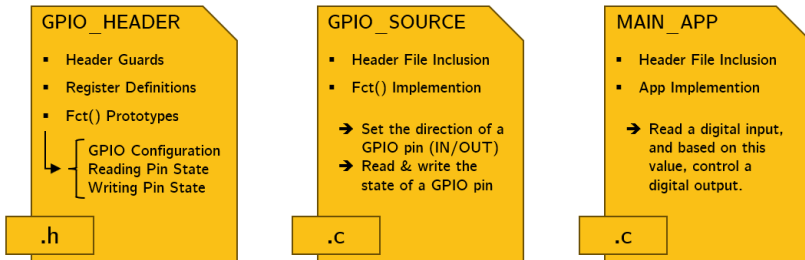 GPIO_HEADER
▪ Header Guards
▪ Register Definitions
▪ Fct() Prototypes
GPIO Configuration
Reading Pin State
Writing Pin State
.h
GPIO_SOURCE
▪ Header File Inclusion
▪ Fct() Implemention
➔ Set the direction of a
GPIO pin (IN/OUT)
➔ Read & write the
state of a GPIO pin
.c
MAIN_APP
▪ Header File Inclusion
▪ App Implemention
➔ Read a digital input,
and based on this
value, control a
digital output.
.c